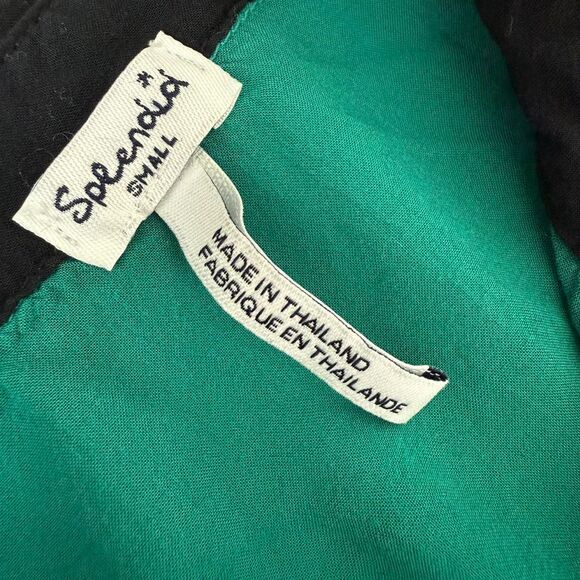 Splendid
SMALL
MADE IN THAILAND
FABRIQUE EN THAILANDE